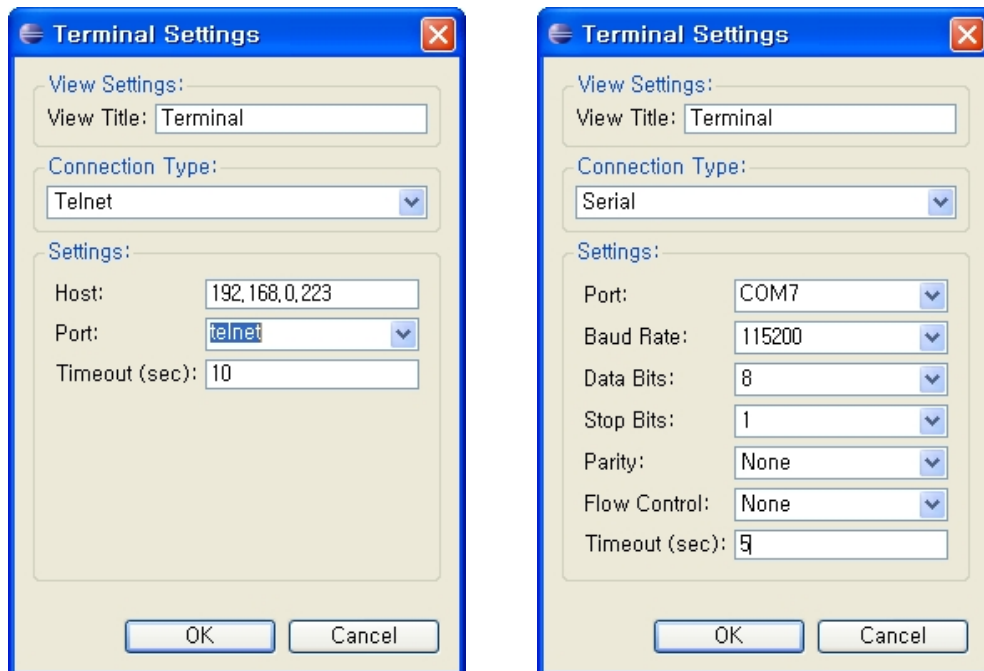 Terminal Settings
View Settings:
View Title: Terminal
Connection Type:
Telnet
Settings:
Host: 192,168,0,223
Port: telnet
Timeout (sec): 10
OK Cancel
Terminal Settings
View Settings:
View Title: Terminal
Connection Type:
Serial
Settings:
Port: COM7
Baud Rate: 115200
Data Bits: 8
Stop Bits: 1
Parity: None
Flow Control: None
Timeout (sec): 5
OK Cancel